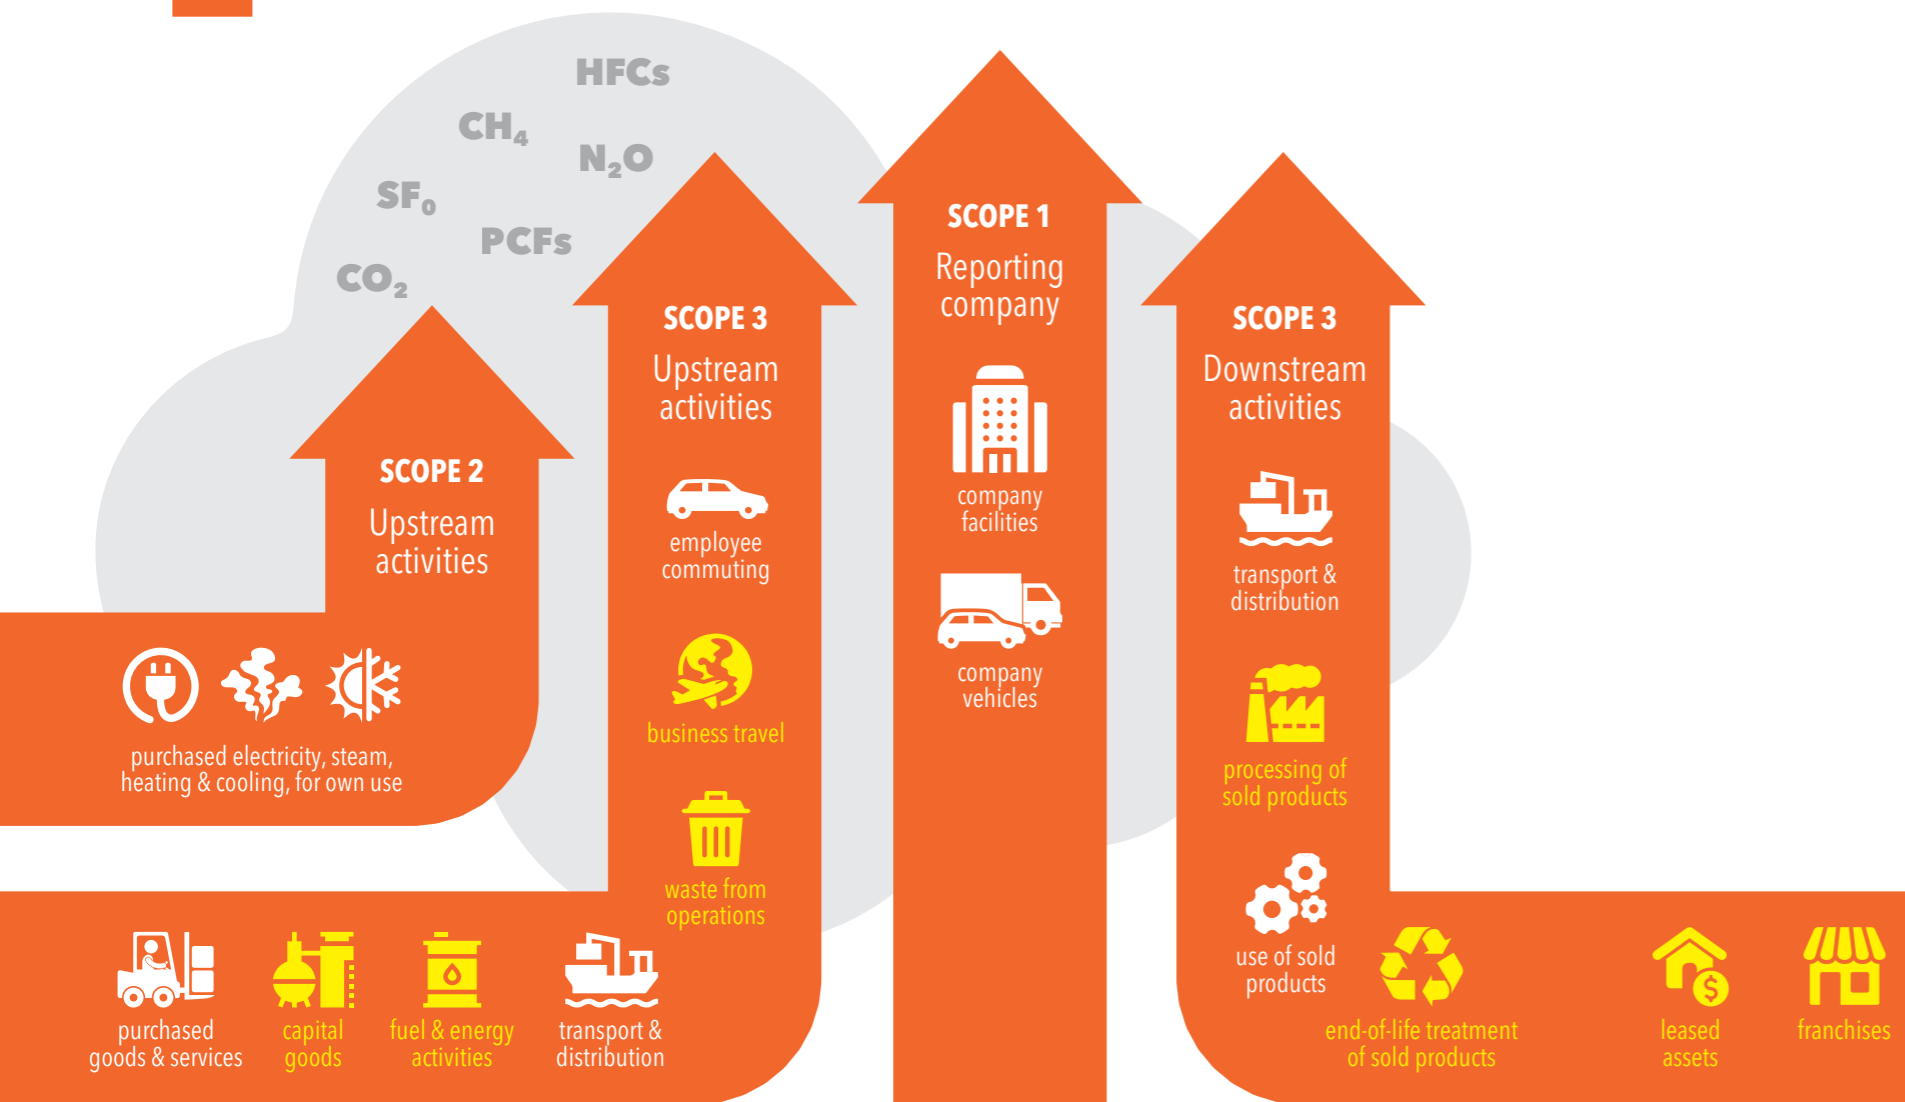 HFCs
CH₄
N₂O
SF₀
PCFs
CO₂
SCOPE 2
Upstream
activities
purchased electricity, steam,
heating & cooling, for own use
SCOPE 3
Upstream
activities
employee
commuting
business travel
waste from
operations
purchased
goods & services
capital
goods
fuel & energy
activities
transport &
distribution
SCOPE 1
Reporting
company
company
facilities
company
vehicles
SCOPE 3
Downstream
activities
transport &
distribution
processing of
sold products
use of sold
products
end-of-life treatment
of sold products
leased
assets
franchises